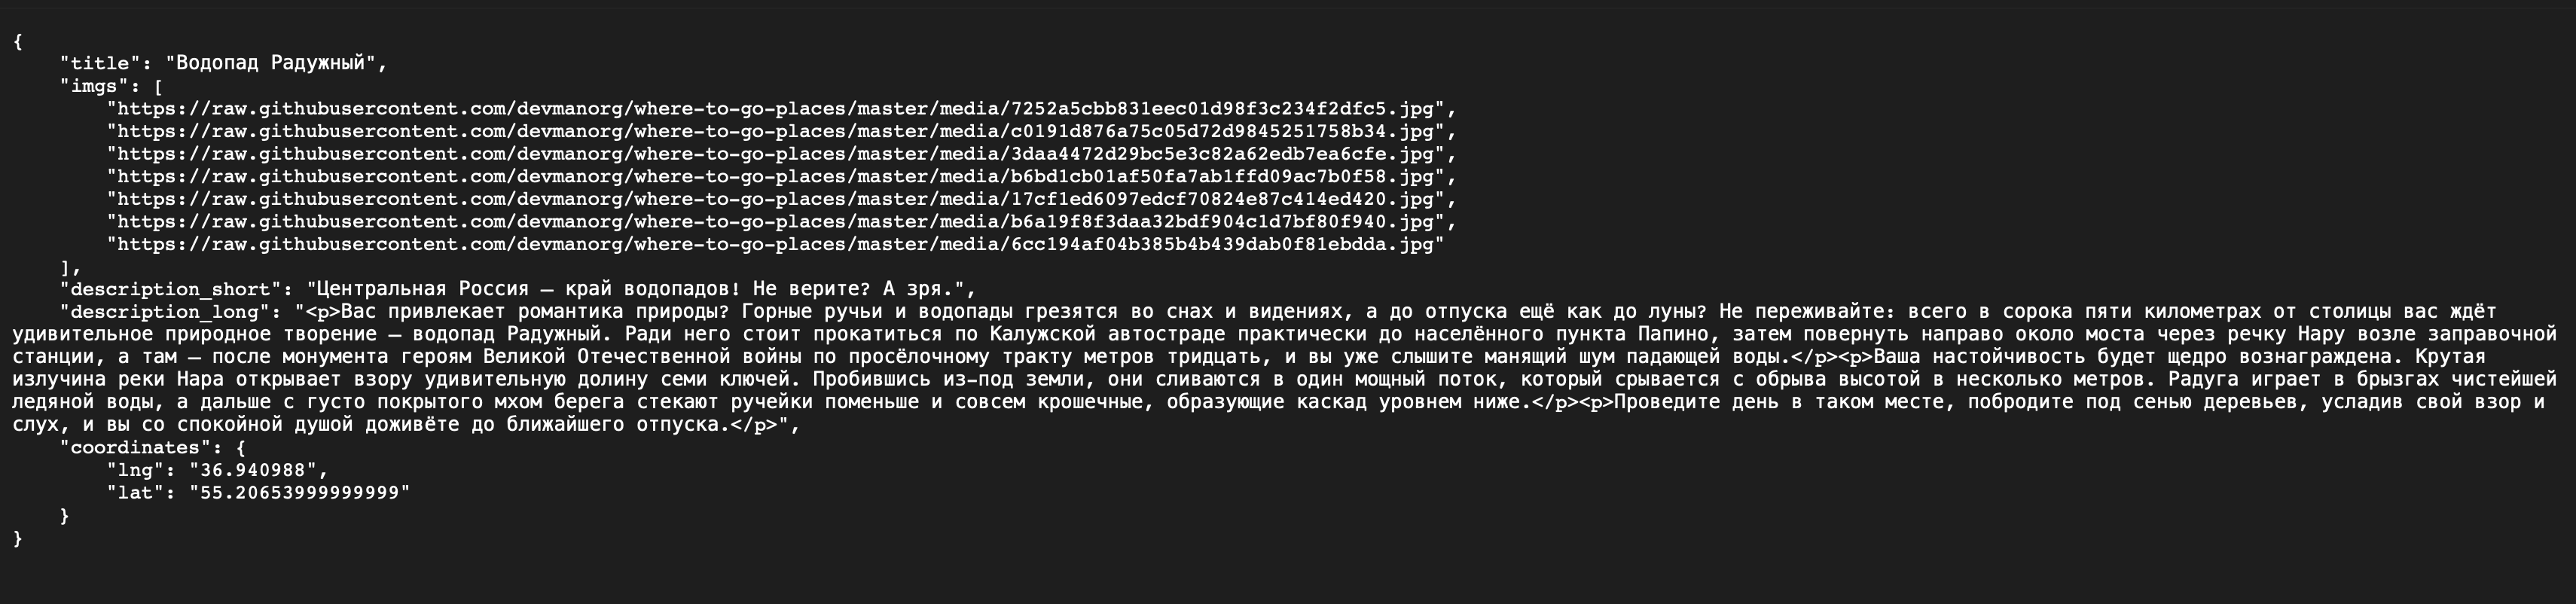 {
    "title": "Водопад Радужный",
    "imgs": [
        "https://raw.githubusercontent.com/devmanorg/where-to-go-places/master/media/7252a5cbb831eec01d98f3c234f2dfc5.jpg",
        "https://raw.githubusercontent.com/devmanorg/where-to-go-places/master/media/c0191d876a75c05d72d9845251758b34.jpg",
        "https://raw.githubusercontent.com/devmanorg/where-to-go-places/master/media/3daa4472d29bc5e3c82a62edb7ea6cfe.jpg",
        "https://raw.githubusercontent.com/devmanorg/where-to-go-places/master/media/b6bd1cb01af50fa7ab1ffd09ac7b0f58.jpg",
        "https://raw.githubusercontent.com/devmanorg/where-to-go-places/master/media/17cf1ed6097edcf70824e87c414ed420.jpg",
        "https://raw.githubusercontent.com/devmanorg/where-to-go-places/master/media/b6a19f8f3daa32bdf904c1d7bf80f940.jpg",
        "https://raw.githubusercontent.com/devmanorg/where-to-go-places/master/media/6cc194af04b385b4b439dab0f81ebdda.jpg"
    ],
    "description_short": "Центральная Россия — край водопадов! Не верите? А зря.",
    "description_long": "<p>Вас привлекает романтика природы? Горные ручьи и водопады грезятся во снах и видениях, а до отпуска ещё как до луны? Не переживайте: всего в сорока пяти километрах от столицы вас ждёт
удивительное природное творение — водопад Радужный. Ради него стоит прокатиться по Калужской автостраде практически до населённого пункта Папино, затем повернуть направо около моста через речку Нару возле заправочной
станции, а там — после монумента героям Великой Отечественной войны по просёлочному тракту метров тридцать, и вы уже слышите манящий шум падающей воды.</p><p>Ваша настойчивость будет щедро вознаграждена. Крутая
излучина реки Нара открывает взору удивительную долину семи ключей. Пробившись из-под земли, они сливаются в один мощный поток, который срывается с обрыва высотой в несколько метров. Радуга играет в брызгах чистейшей
ледяной воды, а дальше с густо покрытого мхом берега стекают ручейки поменьше и совсем крошечные, образующие каскад уровнем ниже.</p><p>Проведите день в таком месте, побродите под сенью деревьев, усладив свой взор и
слух, и вы со спокойной душой доживёте до ближайшего отпуска.</p>",
    "coordinates": {
        "lng": "36.940988",
        "lat": "55.20653999999999"
    }
}